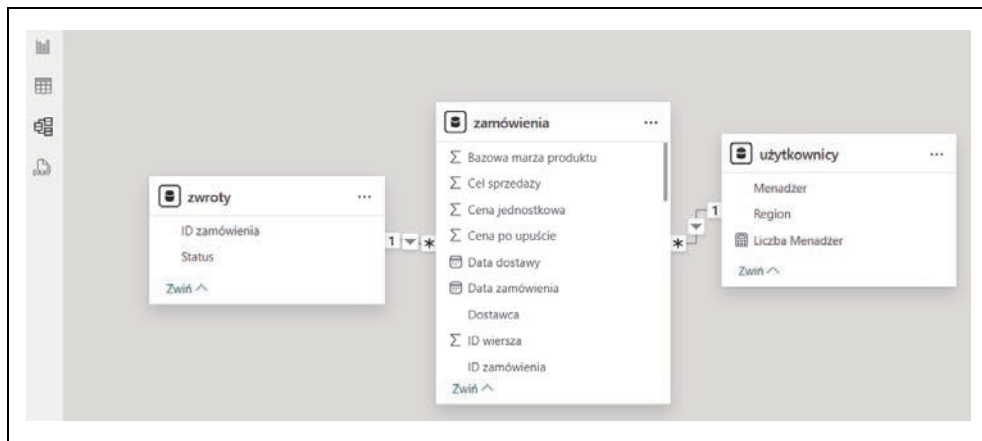 zwroty
ID zamówienia
Status
Zwiń
1
*
zamówienia
Bazowa marża produktu
Cel sprzedaży
Cena jednostkowa
Cena po upuście
Data dostawy
Data zamówienia
Dostawca
ID wiersza
ID zamówienia
Zwiń
*
1
użytkownicy
Menadżer
Region
Liczba Menadżer
Zwiń